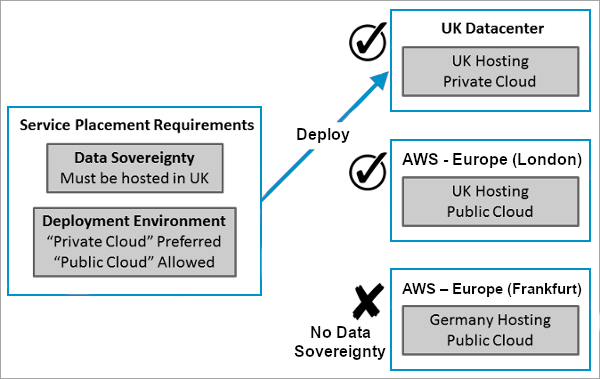 Service Placement Requirements
Data Sovereignty
Must be hosted in UK
Deployment Environment
“Private Cloud” Preferred
“Public Cloud” Allowed
Deploy
UK Datacenter
UK Hosting
Private Cloud
AWS - Europe (London)
UK Hosting
Public Cloud
No Data
Sovereignty
AWS – Europe (Frankfurt)
Germany Hosting
Public Cloud